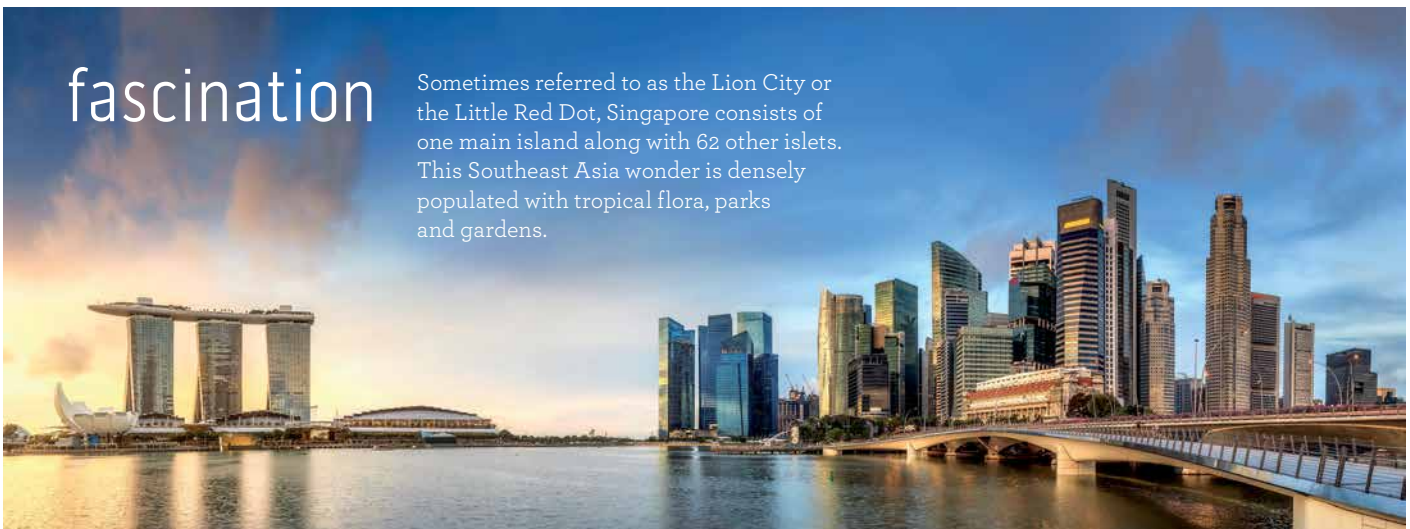 fascination
Sometimes referred to as the Lion City or
the Little Red Dot, Singapore consists of
one main island along with 62 other islets.
This Southeast Asia wonder is densely
populated with tropical flora, parks
and gardens.